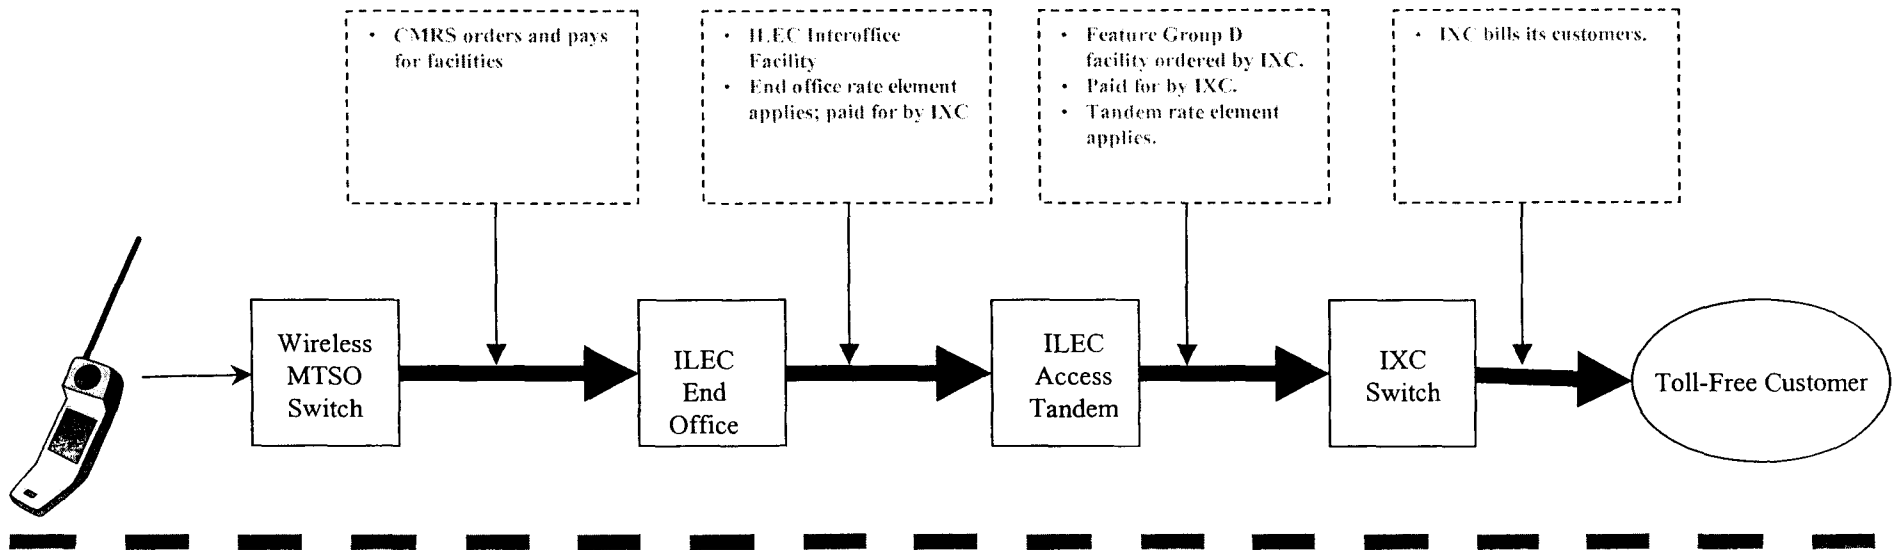 • CMRS orders and pays
for facilities
• ILEC Interoffice
Facility
• End office rate element
applies; paid for by IXC
• Feature Group D
facility ordered by IXC.
• Paid for by IXC.
• Tandem rate element
applies.
• IXC bills its customers.
Wireless
MTSO
Switch
ILEC
End
Office
ILEC
Access
Tandem
IXC
Switch
Toll-Free Customer